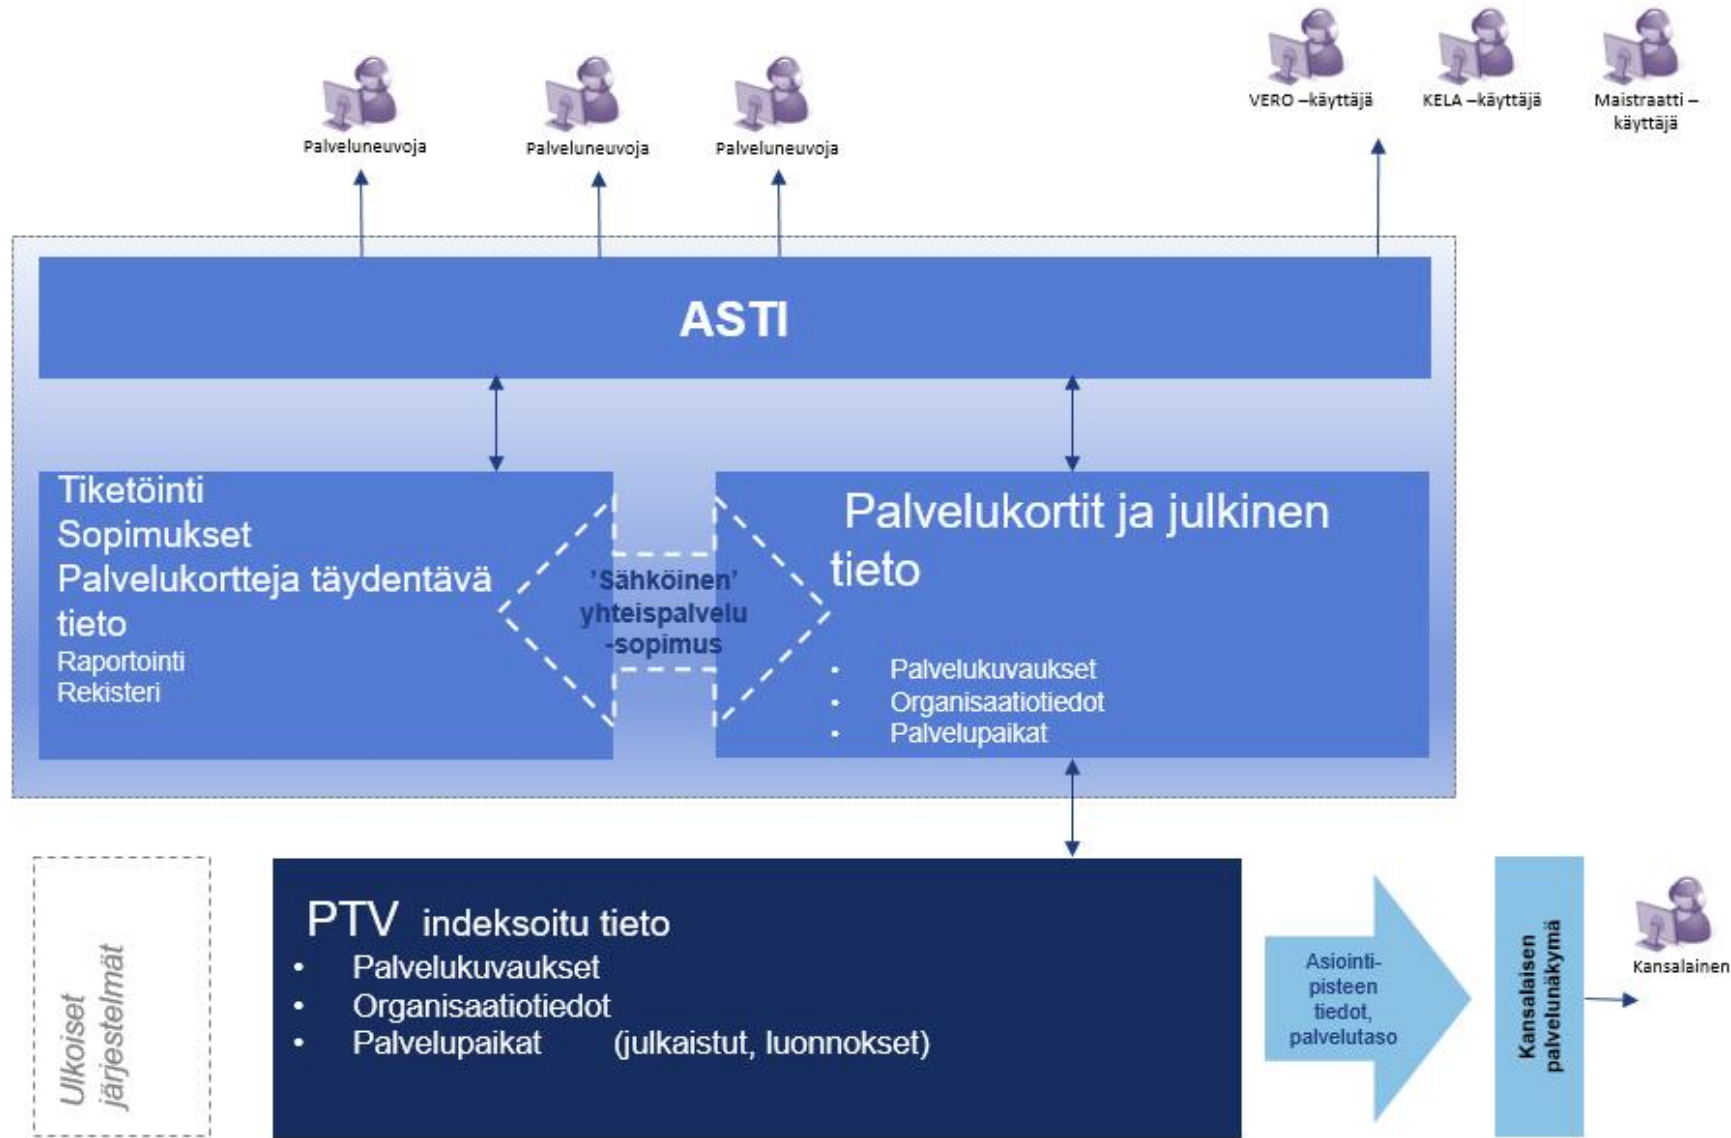 VERO –käyttäjä
KELA –käyttäjä
Maistraatti –
käyttäjä
Palveluneuvoja
Palveluneuvoja
Palveluneuvoja
ASTI
Tiketöinti
Sopimukset
Palvelukortteja täydentävä
tieto
Raportointi
Rekisteri
'Sähköinen'
yhteispalvelu
-sopimus
Palvelukortit ja julkinen
tieto
• Palvelukuvaukset
• Organisaatiotiedot
• Palvelupaikat
Ulkoiset
järjestelmät
PTV indeksoitu tieto
• Palvelukuvaukset
• Organisaatiotiedot
• Palvelupaikat (julkaistut, luonnokset)
Asiointi-
pisteen
tiedot,
palvelutaso
Kansalaisen
palvelunäkymä
Kansalainen